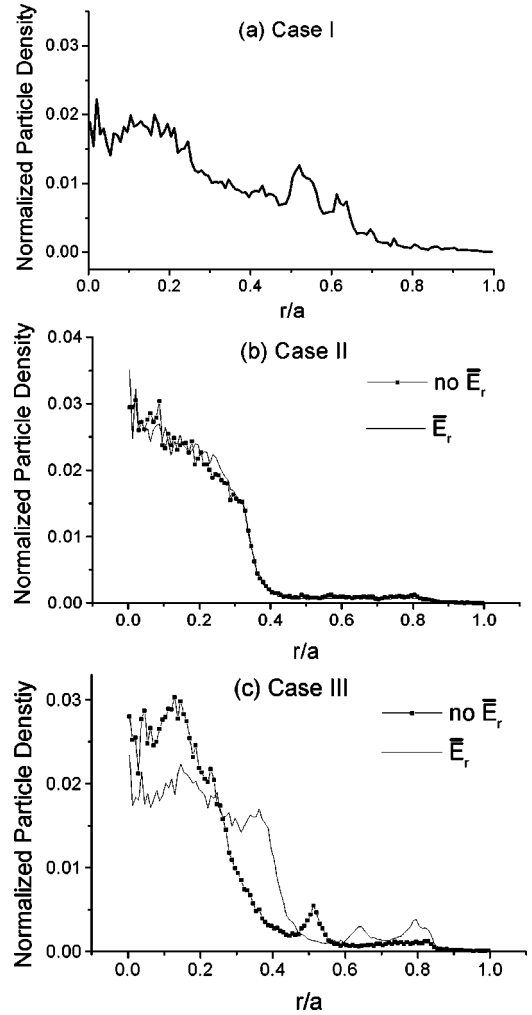 (a) Case I
Normalized Particle Density
0.03
0.02
0.01
0.00
0.0 0.2 0.4 0.6 0.8 1.0
r/a
(b) Case II
no E̅r
E̅r
Normalized Particle Density
0.04
0.03
0.02
0.01
0.00
0.0 0.2 0.4 0.6 0.8 1.0
r/a
(c) Case III
no E̅r
E̅r
Normalized Particle Denstiy
0.03
0.02
0.01
0.00
0.0 0.2 0.4 0.6 0.8 1.0
r/a